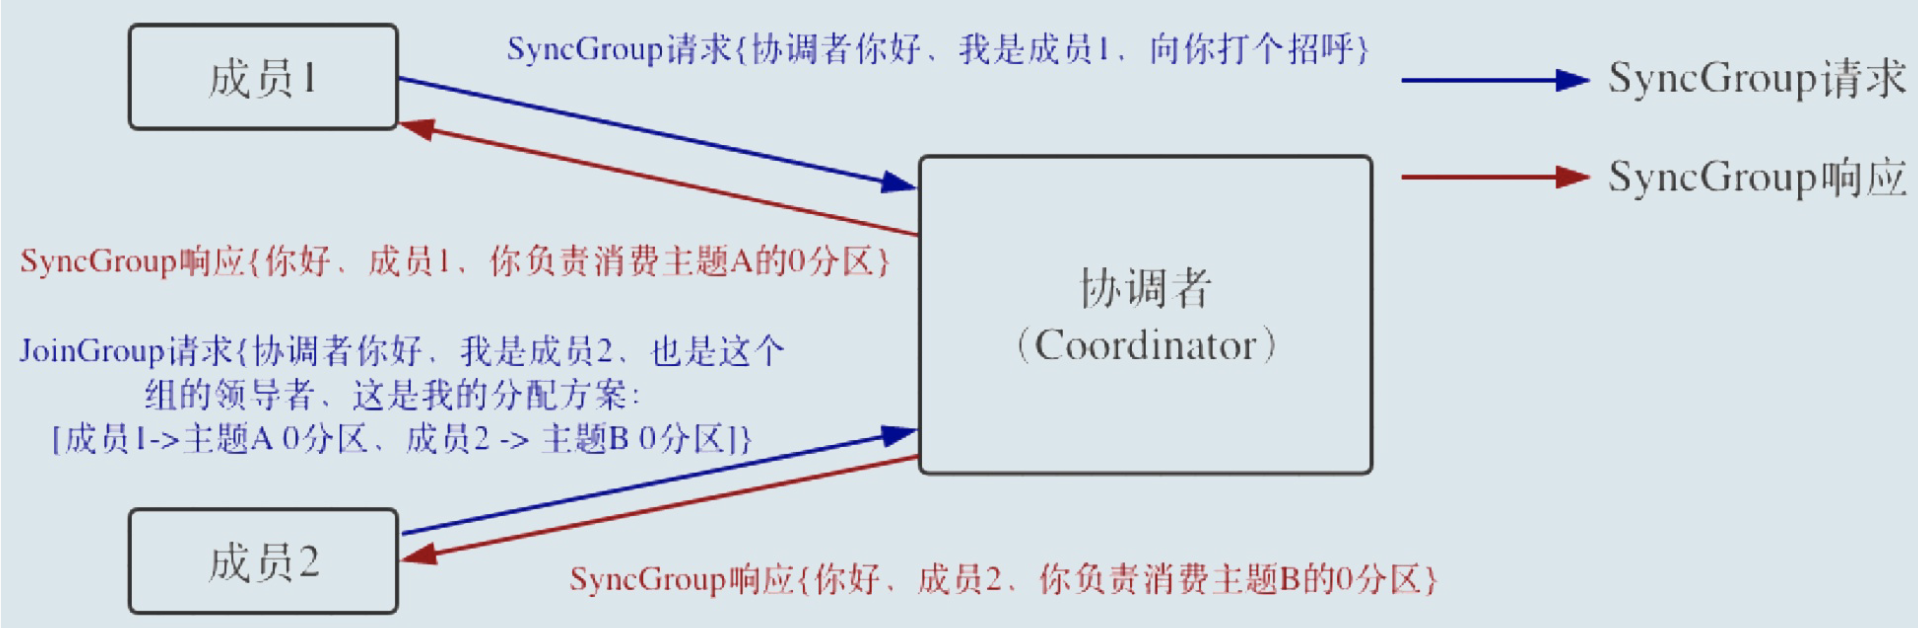 成员1
SyncGroup请求{协调者你好、我是成员1、向你打个招呼}
SyncGroup请求
SyncGroup响应
SyncGroup响应{你好、成员1、你负责消费主题A的0分区}
协调者
（Coordinator）
JoinGroup请求{协调者你好、我是成员2、也是这个
组的领导者、这是我的分配方案：
[成员1->主题A 0分区、成员2 -> 主题B 0分区]}
成员2
SyncGroup响应{你好、成员2、你负责消费主题B的0分区}